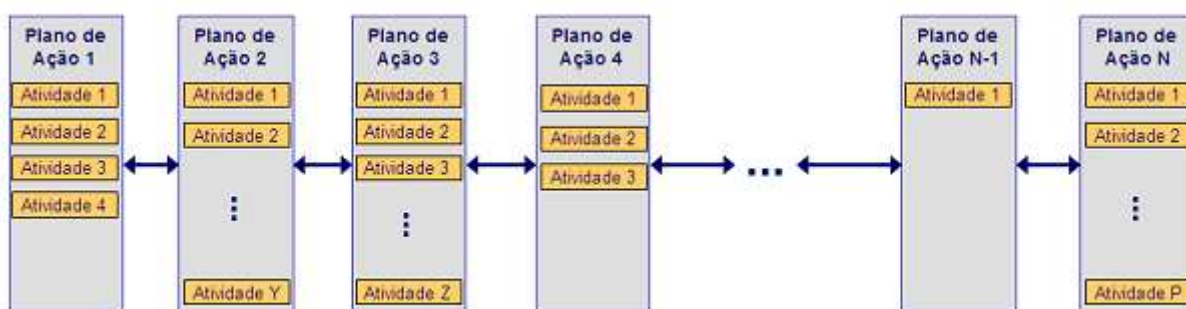 Plano de
Ação 1
Atividade 1
Atividade 2
Atividade 3
Atividade 4
Plano de
Ação 2
Atividade 1
Atividade 2
⋮
Atividade Y
Plano de
Ação 3
Atividade 1
Atividade 2
Atividade 3
⋮
Atividade Z
Plano de
Ação 4
Atividade 1
Atividade 2
Atividade 3
...
Plano de
Ação N-1
Atividade 1
Plano de
Ação N
Atividade 1
Atividade 2
⋮
Atividade P